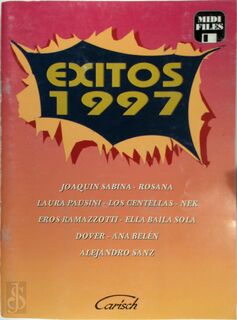 MIDI
FILES
EXITOS
1997
JOAQUIN SABINA - ROSANA
LAURA PAUSINI - LOS CENTELLAS - NEK
EROS RAMAZZOTTI - ELLA BAILA SOLA
DOVER - ANA BELÉN
ALEJANDRO SANZ
Carisch